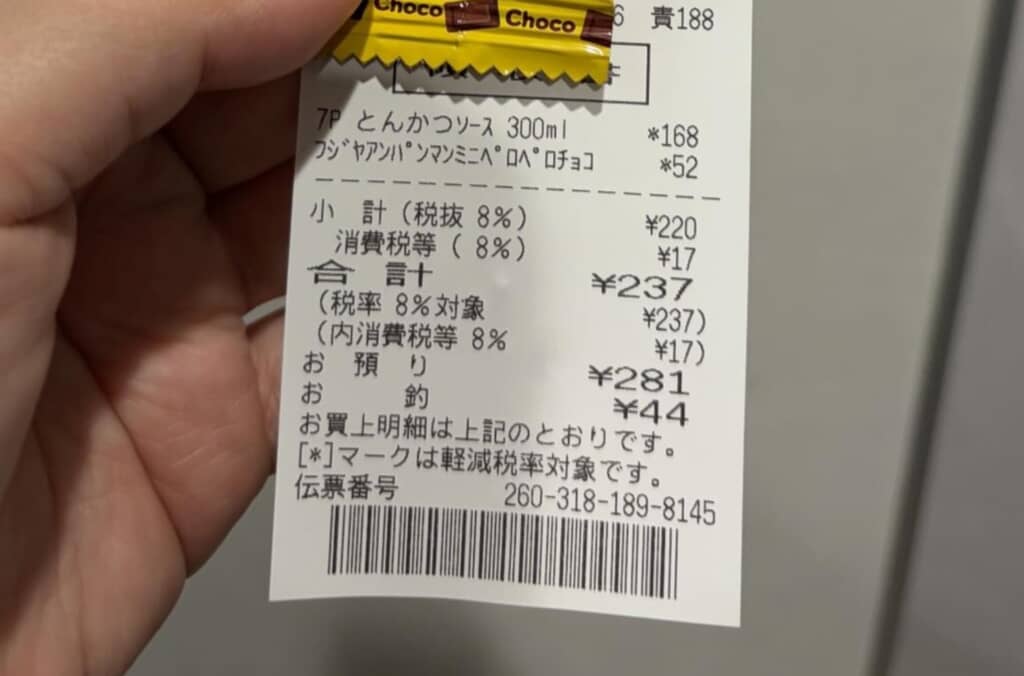 Choco Choco
6 責188
7P とんかつソース 300ml *168
フジヤアンパンマンミニペロペロチョコ *52
小 計(税抜 8%) ¥220
消費税等( 8%) ¥17
合 計 ¥237
(税率 8%対象 ¥237)
(内消費税等 8% ¥17)
お 預 り ¥281
お 釣 ¥44
お買上明細は上記のとおりです。
[*]マークは軽減税率対象です。
伝票番号 260-318-189-8145